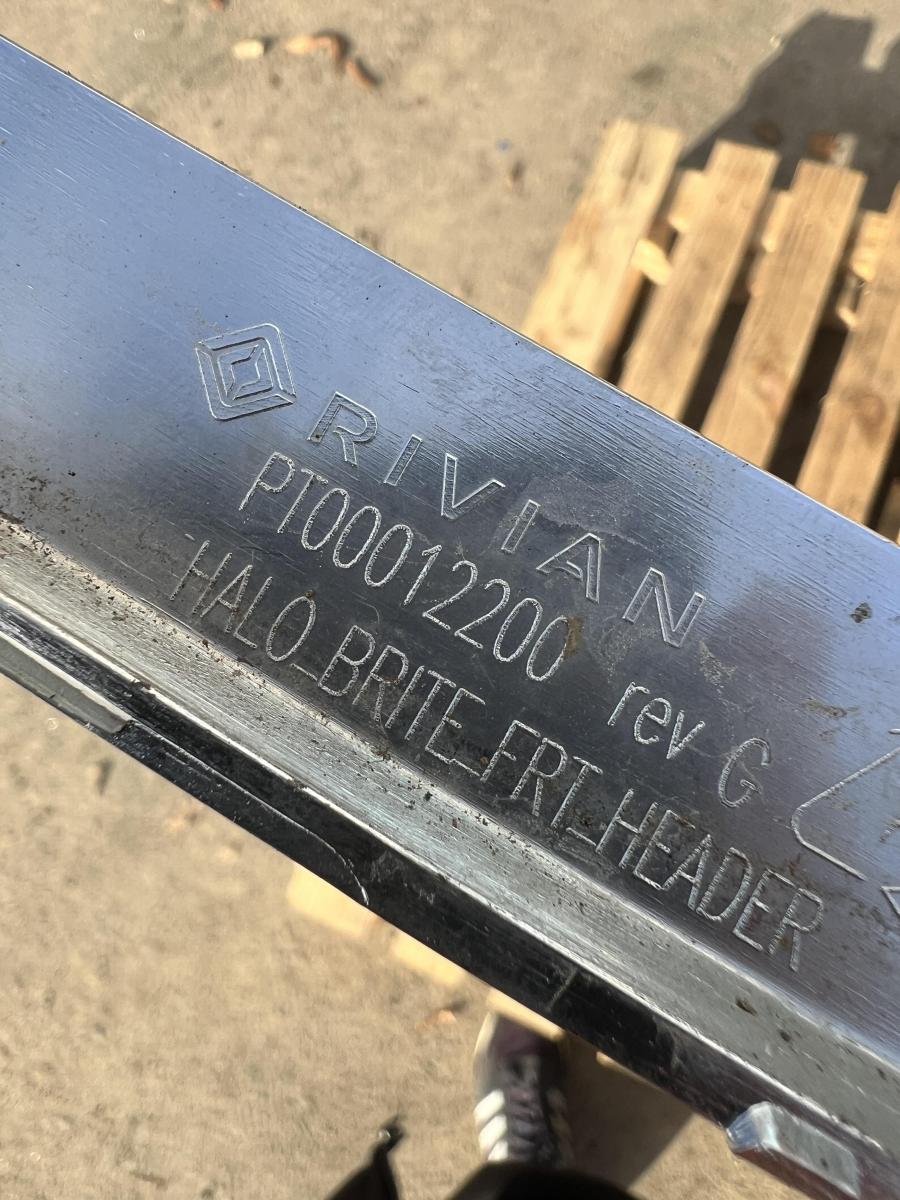 RIVIAN
PT00012200 rev G
HALO_BRITE_FRT_HEADER